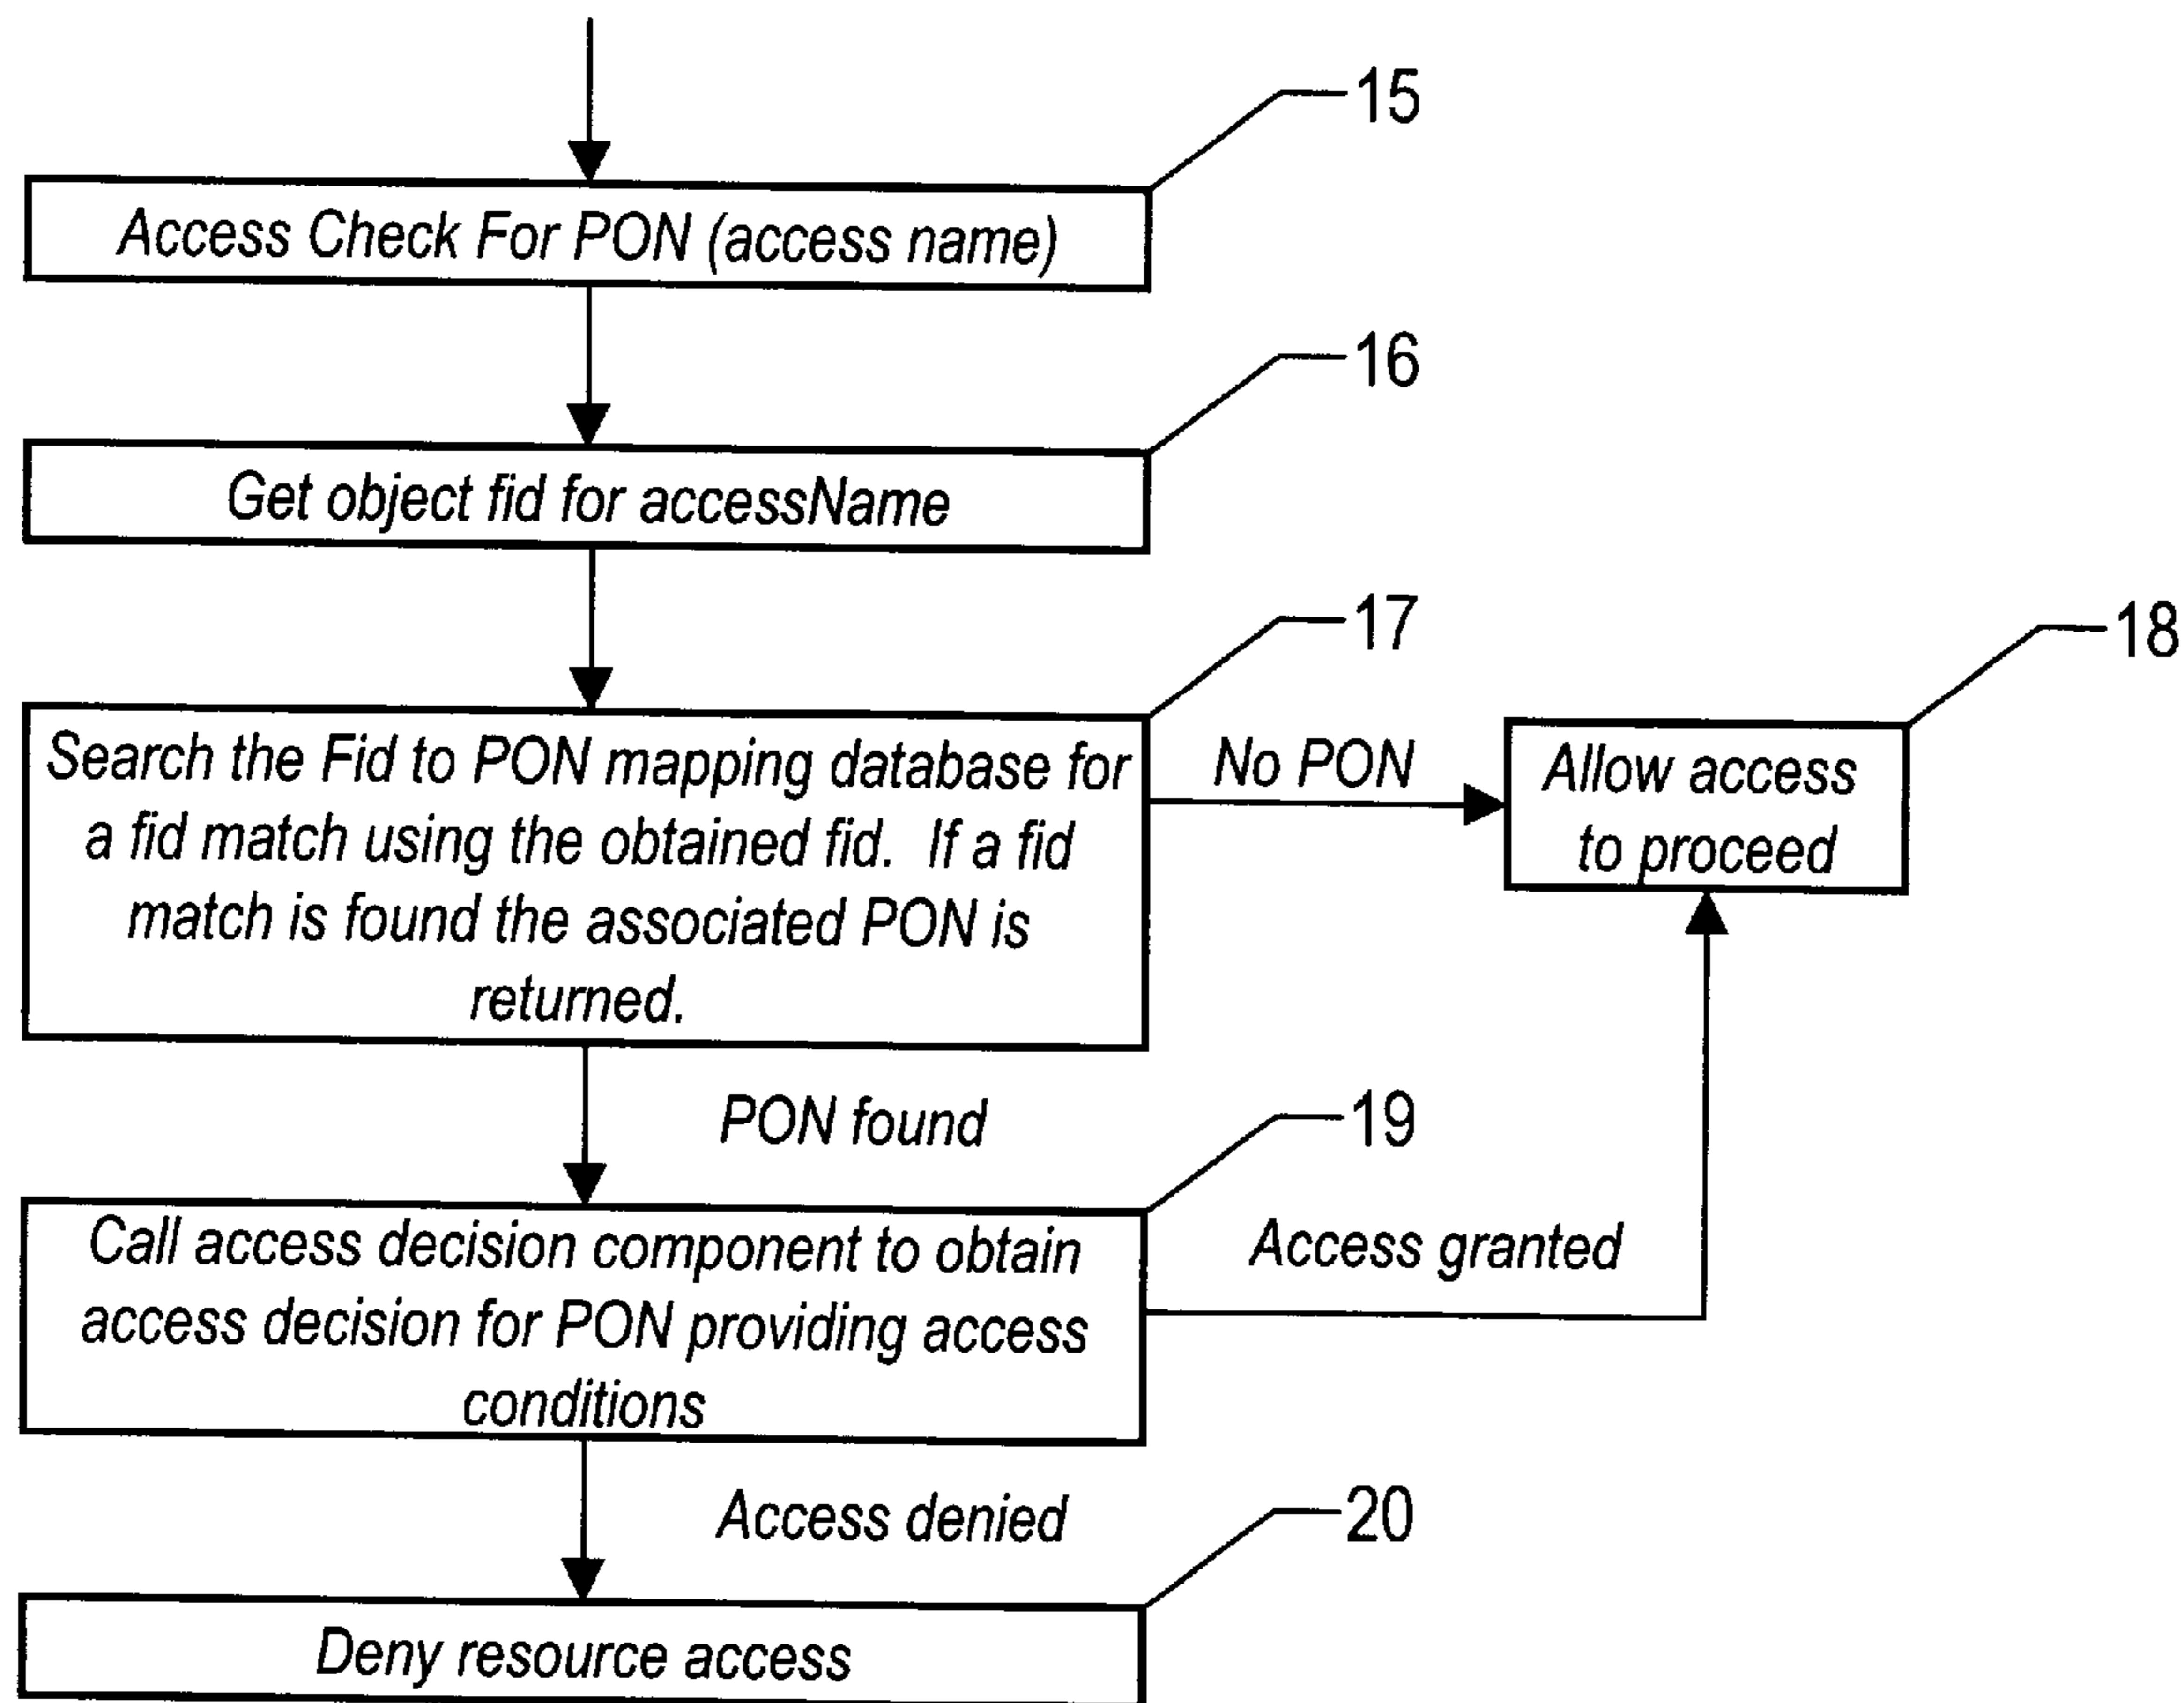 15
Access Check For PON (access name)
16
Get object fid for accessName
17
18
Search the Fid to PON mapping database for
a fid match using the obtained fid. If a fid
match is found the associated PON is
returned.
No PON
Allow access
to proceed
PON found
19
Call access decision component to obtain
access decision for PON providing access
conditions
Access granted
Access denied
20
Deny resource access